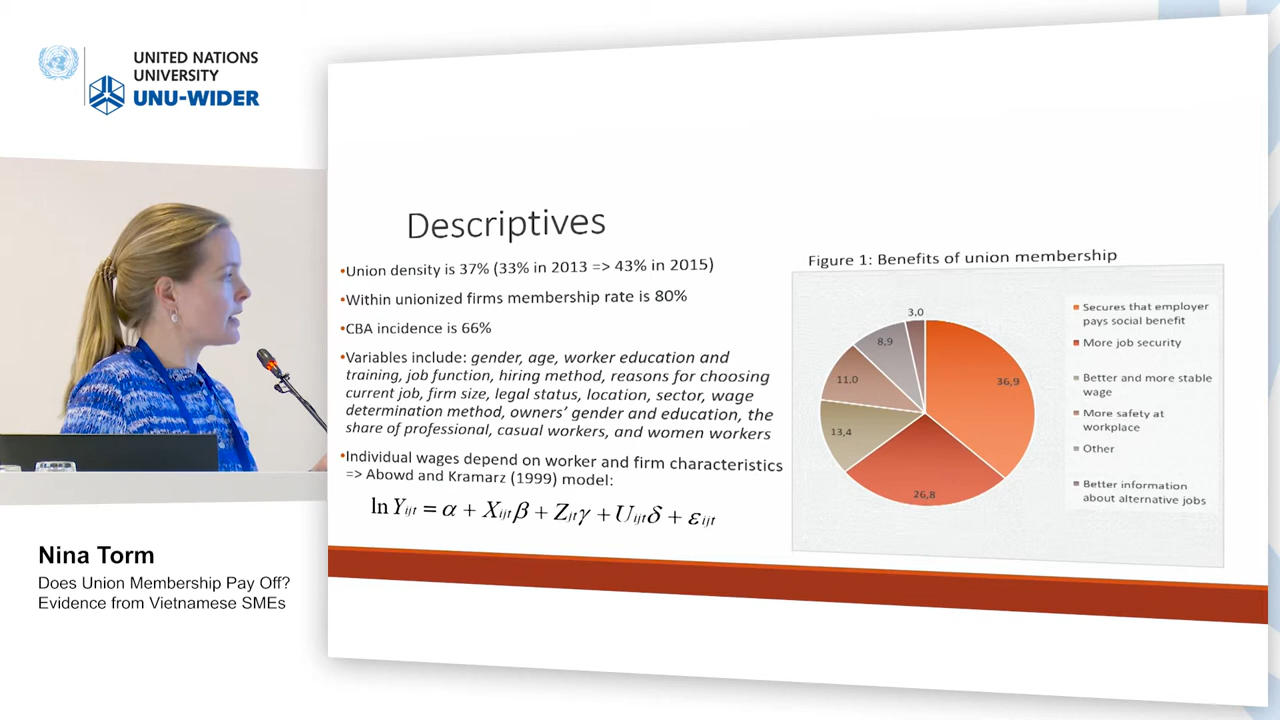 UNITED NATIONS
UNIVERSITY
UNU-WIDER
Descriptives
•Union density is 37% (33% in 2013 => 43% in 2015)
•Within unionized firms membership rate is 80%
•CBA incidence is 66%
•Variables include: gender, age, worker education and
training, job function, hiring method, reasons for choosing
current job, firm size, legal status, location, sector, wage
determination method, owners’ gender and education, the
share of professional, casual workers, and women workers
•Individual wages depend on worker and firm characteristics
=> Abowd and Kramarz (1999) model:
ln Yijt = α + Xijtβ + Zjtγ + Uijtδ + εijt
Figure 1: Benefits of union membership
3,0
8,9
11,0
36,9
13,4
26,8
Secures that employer
pays social benefit
More job security
Better and more stable
wage
More safety at
workplace
Other
Better information
about alternative jobs
Nina Torm
Does Union Membership Pay Off?
Evidence from Vietnamese SMEs